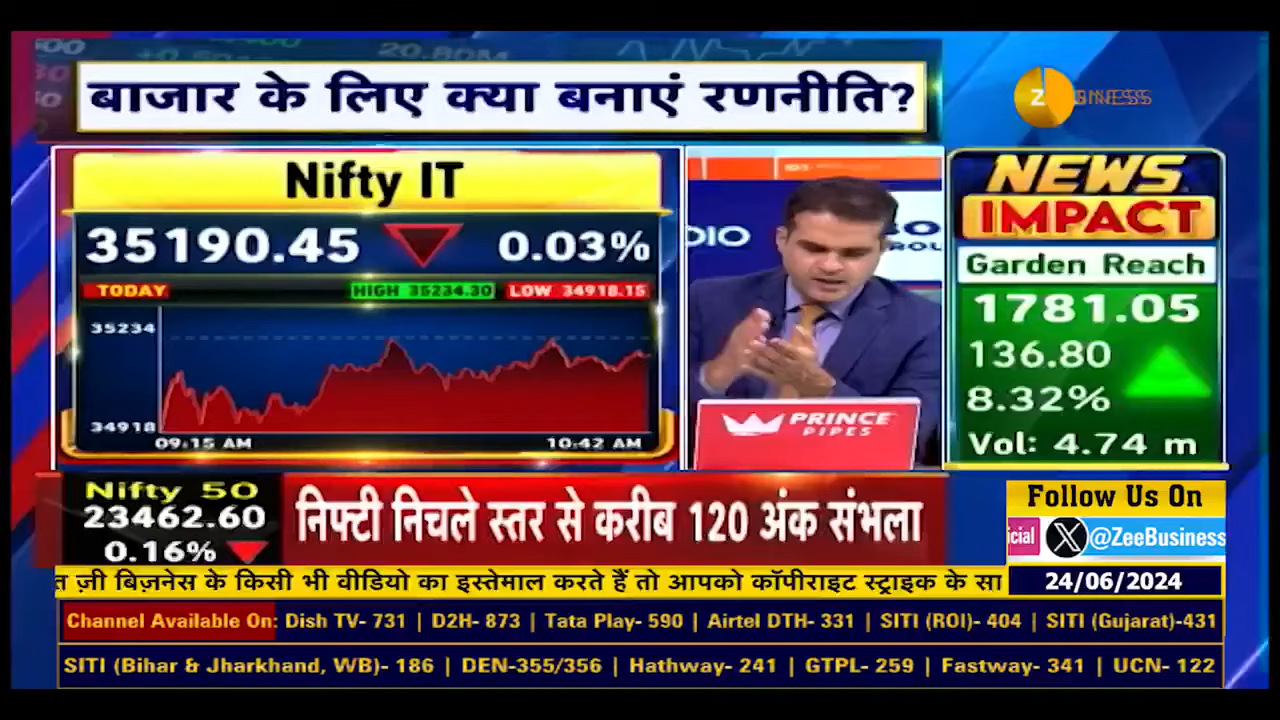 बाजार के लिए क्या बनाएं रणनीति?
Z
Nifty IT
35190.45 0.03%
TODAY HIGH 35234.30 LOW 34918.15
35234
34918
09:15 AM 10:42 AM
PRINCE
PIPES
NEWS
IMPACT
Garden Reach
1781.05
136.80
8.32%
Vol: 4.74 m
Nifty 50
23462.60
0.16%
निफ्टी निचले स्तर से करीब 120 अंक संभला
Follow Us On
icial X @ZeeBusiness
त ज़ी बिज़नेस के किसी भी वीडियो का इस्तेमाल करते हैं तो आपको कॉपीराइट स्ट्राइक के सा
24/06/2024
Channel Available On: Dish TV- 731 | D2H- 873 | Tata Play- 590 | Airtel DTH- 331 | SITI (ROI)- 404 | SITI (Gujarat)-431
SITI (Bihar & Jharkhand, WB)- 186 | DEN-355/356 | Hathway- 241 | GTPL- 259 | Fastway- 341 | UCN- 122